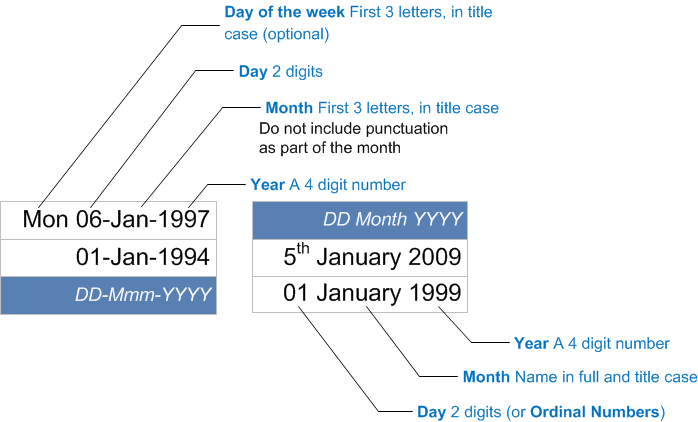 Day of the week First 3 letters, in title
case (optional)
Day 2 digits
Month First 3 letters, in title case
Do not include punctuation
as part of the month
Year A 4 digit number
Mon 06-Jan-1997
01-Jan-1994
DD-Mmm-YYYY
DD Month YYYY
5th January 2009
01 January 1999
Year A 4 digit number
Month Name in full and title case
Day 2 digits (or Ordinal Numbers)